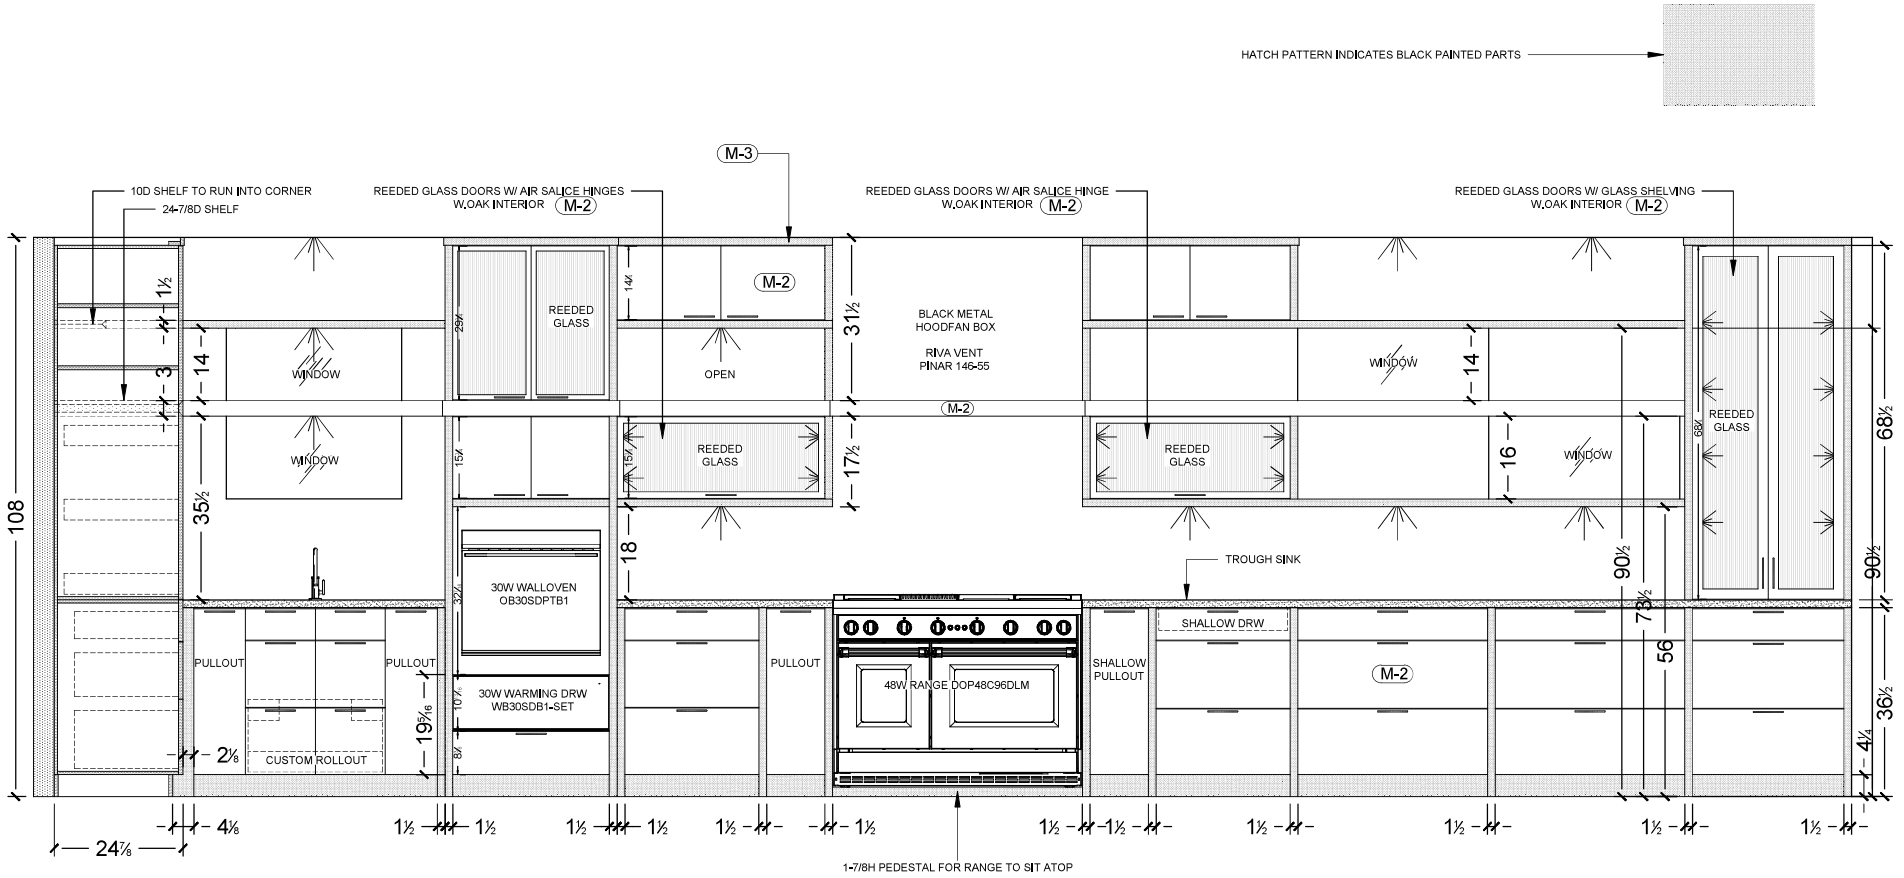 HATCH PATTERN INDICATES BLACK PAINTED PARTS
M-3
10D SHELF TO RUN INTO CORNER
24-7/8D SHELF
REEDED GLASS DOORS W/ AIR SALICE HINGES
W.OAK INTERIOR M-2
REEDED GLASS DOORS W/ AIR SALICE HINGE
W.OAK INTERIOR M-2
REEDED GLASS DOORS W/ GLASS SHELVING
W.OAK INTERIOR M-2
108
1½
3
14
35½
WINDOW
WINDOW
REEDED
GLASS
M-2
OPEN
31½
BLACK METAL
HOODFAN BOX
RIVA VENT
PINAR 146-55
M-2
WINDOW
14
REEDED
GLASS
68½
REEDED
GLASS
17½
REEDED
GLASS
16
WINDOW
18
TROUGH SINK
90½
73½
56
90½
30W WALLOVEN
OB30SDPTB1
PULLOUT
PULLOUT
30W WARMING DRW
WB30SDB1-SET
19⁵⁄₁₆
CUSTOM ROLLOUT
2⅛
PULLOUT
48W RANGE DOP48C96DLM
SHALLOW
PULLOUT
SHALLOW DRW
M-2
36½
4¼
4⅛
24⅞
1½
1½
1½
1½
1½
1½
1½
1½
1½
1½
1½
1-7/8H PEDESTAL FOR RANGE TO SIT ATOP